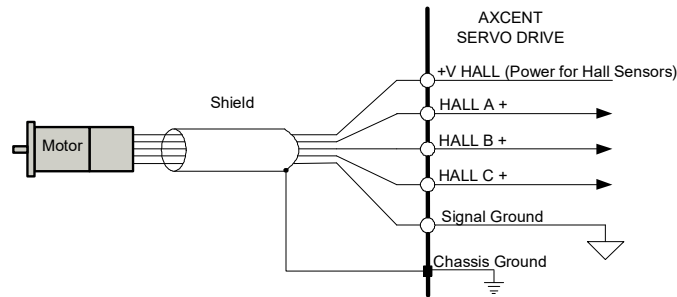 AXCENT
SERVO DRIVE
+V HALL (Power for Hall Sensors)
Shield
HALL A +
Motor
HALL B +
HALL C +
Signal Ground
Chassis Ground